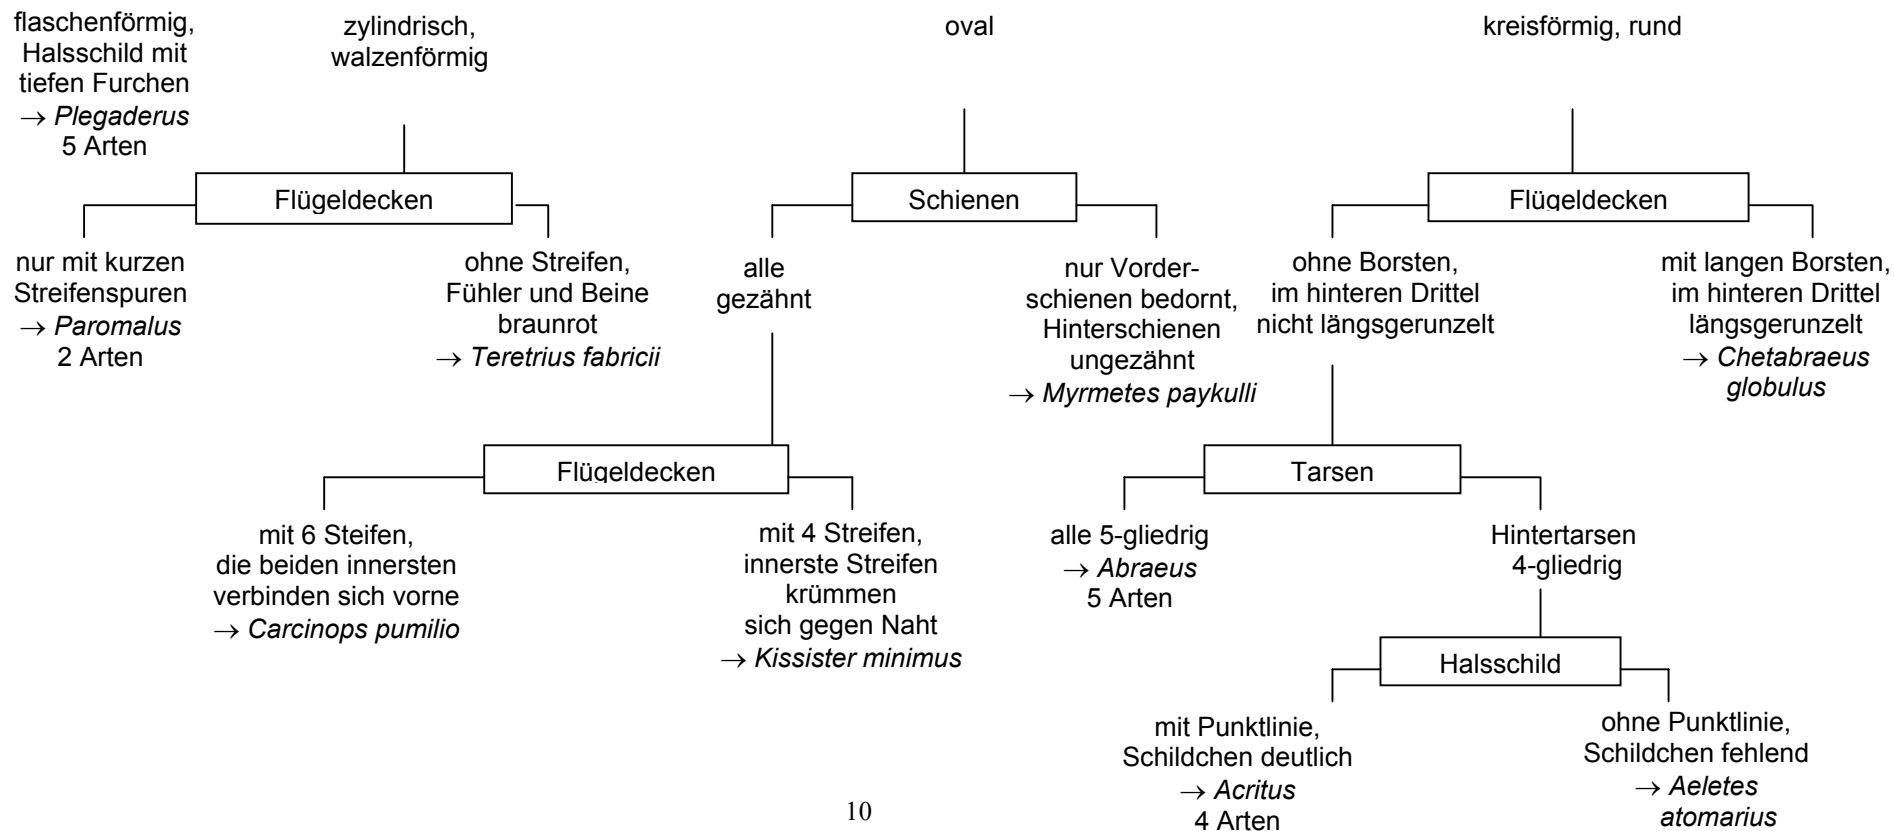 flaschenförmig,
Halsschild mit
tiefen Furchen
→ Plegaderus
5 Arten
zylindrisch,
walzenförmig
oval
kreisförmig, rund
Flügeldecken
Schienen
Flügeldecken
nur mit kurzen
Streifenspuren
→ Paromalus
2 Arten
ohne Streifen,
Fühler und Beine
braunrot
→ Teretrius fabricii
alle
gezähnt
nur Vorder-
schienen bedornt,
Hinterschienen
ungezähnt
→ Myrmetes paykulli
ohne Borsten,
im hinteren Drittel
nicht längsgerunzelt
mit langen Borsten,
im hinteren Drittel
längsgerunzelt
→ Chetabraeus
globulus
Flügeldecken
Tarsen
mit 6 Steifen,
die beiden innersten
verbinden sich vorne
→ Carcinops pumilio
mit 4 Streifen,
innerste Streifen
krümmen
sich gegen Naht
→ Kissister minimus
alle 5-gliedrig
→ Abraeus
5 Arten
Hintertarsen
4-gliedrig
Halsschild
mit Punktlinie,
Schildchen deutlich
→ Acritus
4 Arten
ohne Punktlinie,
Schildchen fehlend
→ Aeletes
atomarius
10